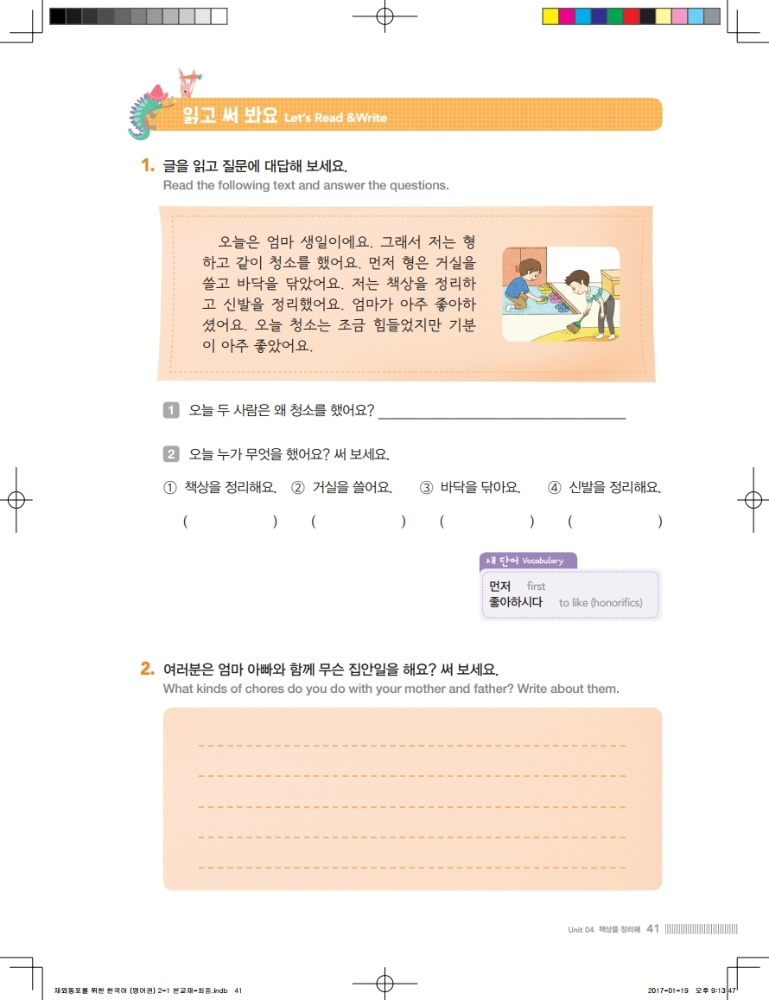 읽고 써 봐요 Let's Read &Write
1. 글을 읽고 질문에 대답해 보세요.
Read the following text and answer the questions.
오늘은 엄마 생일이에요. 그래서 저는 형
하고 같이 청소를 했어요. 먼저 형은 거실을
쓸고 바닥을 닦았어요. 저는 책상을 정리하
고 신발을 정리했어요. 엄마가 아주 좋아하
셨어요. 오늘 청소는 조금 힘들었지만 기분
이 아주 좋았어요.
1 오늘 두 사람은 왜 청소를 했어요?
2 오늘 누가 무엇을 했어요? 써 보세요.
① 책상을 정리해요. ② 거실을 쓸어요. ③ 바닥을 닦아요. ④ 신발을 정리해요.
( ) ( ) ( ) ( )
새 단어 Vocabulary
먼저 first
좋아하시다 to like (honorifics)
2. 여러분은 엄마 아빠와 함께 무슨 집안일을 해요? 써 보세요.
What kinds of chores do you do with your mother and father? Write about them.
Unit 04 책상을 정리해 41
재외동포를 위한 한국어 (영어권) 2-1 본교재-최종.indb 41
2017-01-19 오후 9:13:47